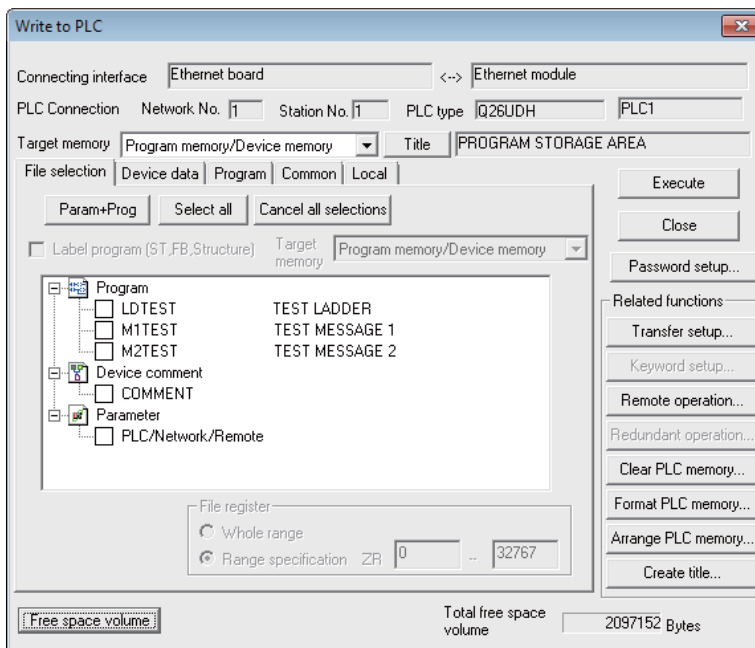 Write to PLC
Connecting interface Ethernet board <--> Ethernet module
PLC Connection Network No. 1 Station No. 1 PLC type Q26UDH PLC1
Target memory Program memory/Device memory Title PROGRAM STORAGE AREA
File selection Device data Program Common Local
Param+Prog Select all Cancel all selections
Label program (ST,FB,Structure) Target memory Program memory/Device memory
Program
LDTEST TEST LADDER
M1TEST TEST MESSAGE 1
M2TEST TEST MESSAGE 2
Device comment
COMMENT
Parameter
PLC/Network/Remote
File register
Whole range
Range specification ZR 0 -- 32767
Execute
Close
Password setup...
Related functions
Transfer setup...
Keyword setup...
Remote operation...
Redundant operation...
Clear PLC memory...
Format PLC memory...
Arrange PLC memory...
Create title...
Free space volume
Total free space volume 2097152 Bytes